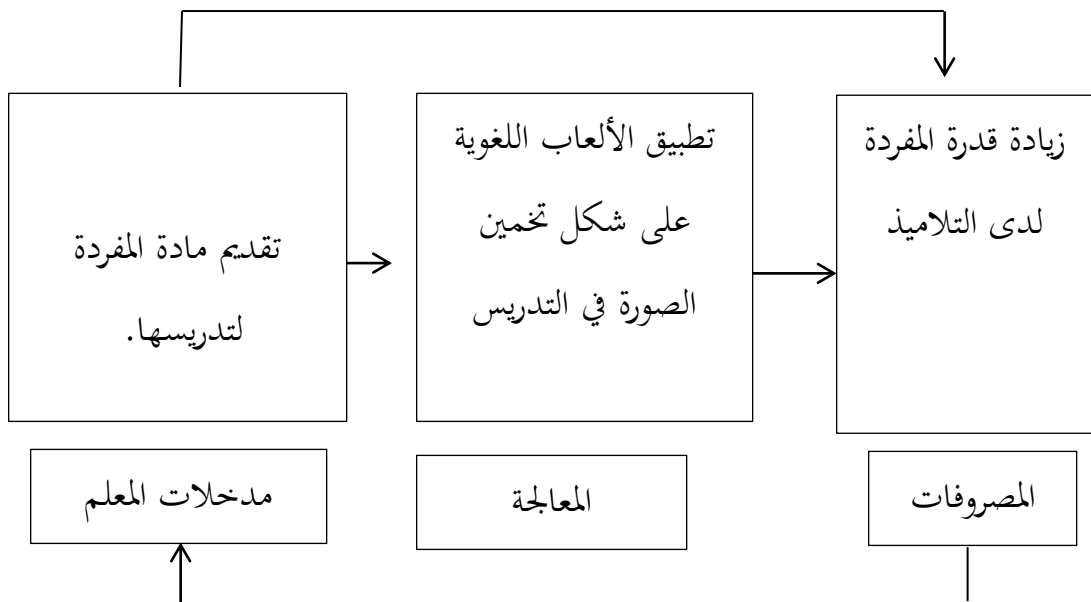 تقديم مادة المفردة
لتدريسها.
تطبيق الألعاب اللغوية
على شكل تخمين
الصورة في التدريس
زيادة قدرة المفردة
لدى التلاميذ
مدخلات المعلم
المعالجة
المصروفات